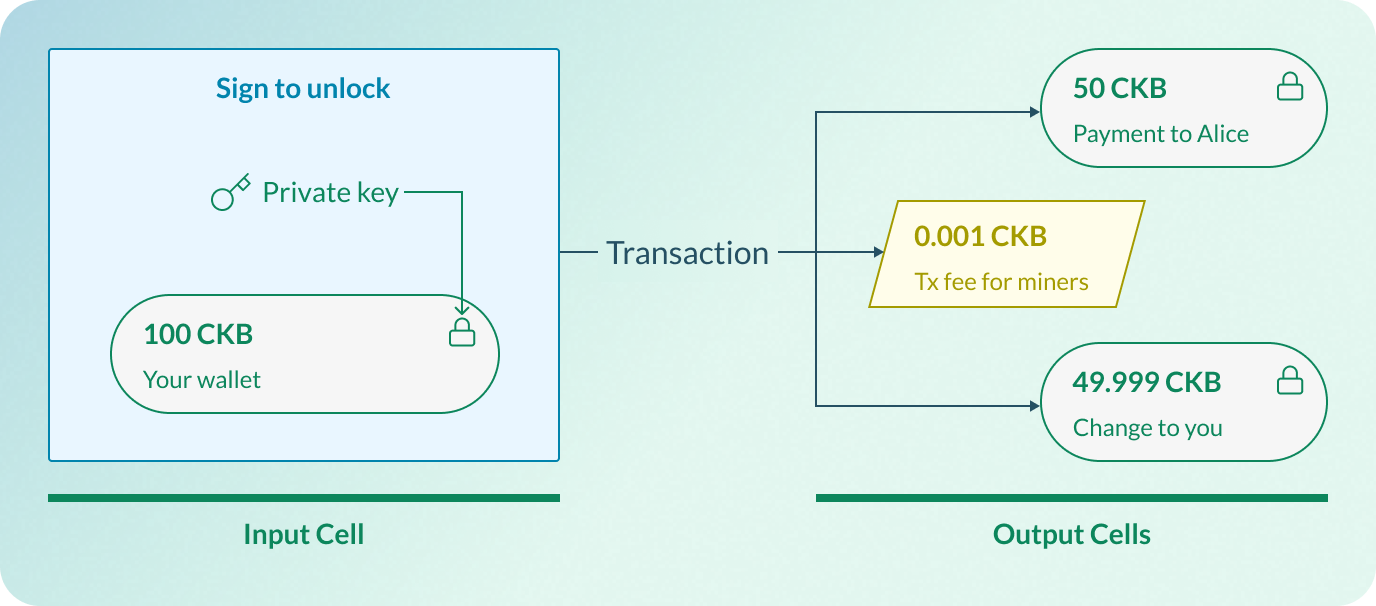 Sign to unlock
Private key
100 CKB
Your wallet
Input Cell
Transaction
50 CKB
Payment to Alice
0.001 CKB
Tx fee for miners
49.999 CKB
Change to you
Output Cells